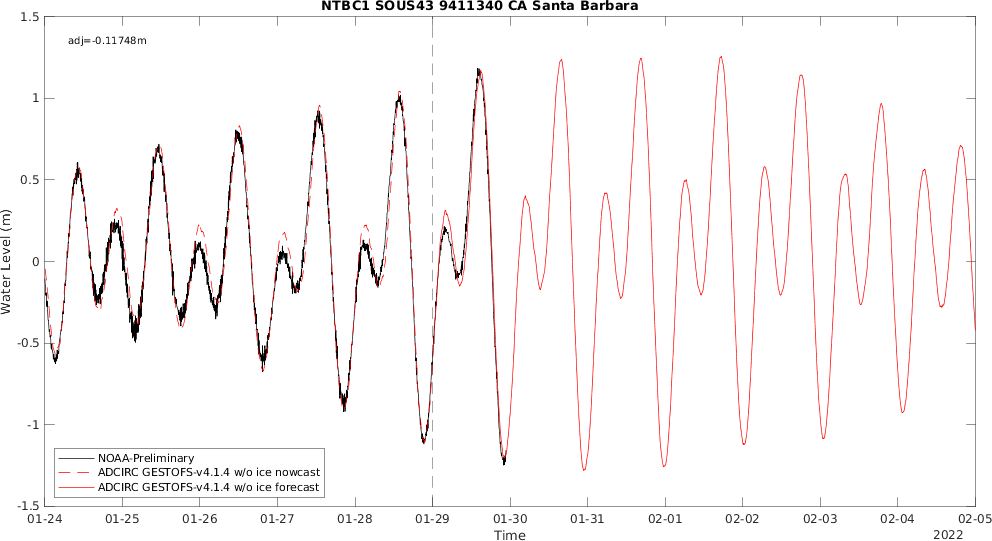 NTBC1 SOUS43 9411340 CA Santa Barbara
adj=-0.11748m
1.5
1
0.5
0
-0.5
-1
-1.5
Water Level (m)
NOAA-Preliminary
ADCIRC GESTOFS-v4.1.4 w/o ice nowcast
ADCIRC GESTOFS-v4.1.4 w/o ice forecast
01-24 01-25 01-26 01-27 01-28 01-29 01-30 01-31 02-01 02-02 02-03 02-04 02-05
Time
2022